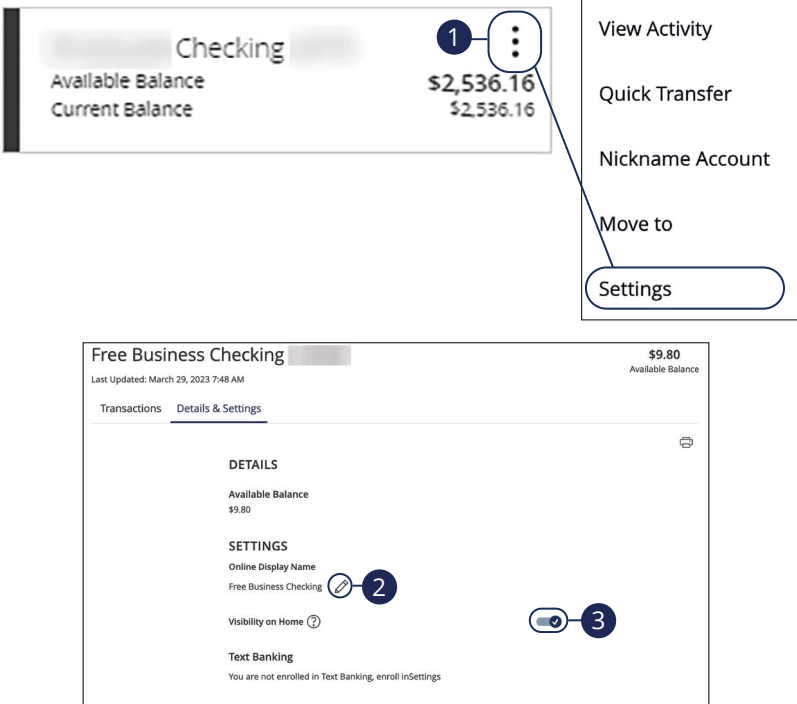 Checking
Available Balance $2,536.16
Current Balance $2,536.16
1
View Activity
Quick Transfer
Nickname Account
Move to
Settings
Free Business Checking
$9.80
Last Updated: March 29, 2023 7:48 AM
Available Balance
Transactions Details & Settings
DETAILS
Available Balance
$9.80
SETTINGS
Online Display Name
Free Business Checking 2
Visibility on Home ? 3
Text Banking
You are not enrolled in Text Banking, enroll inSettings